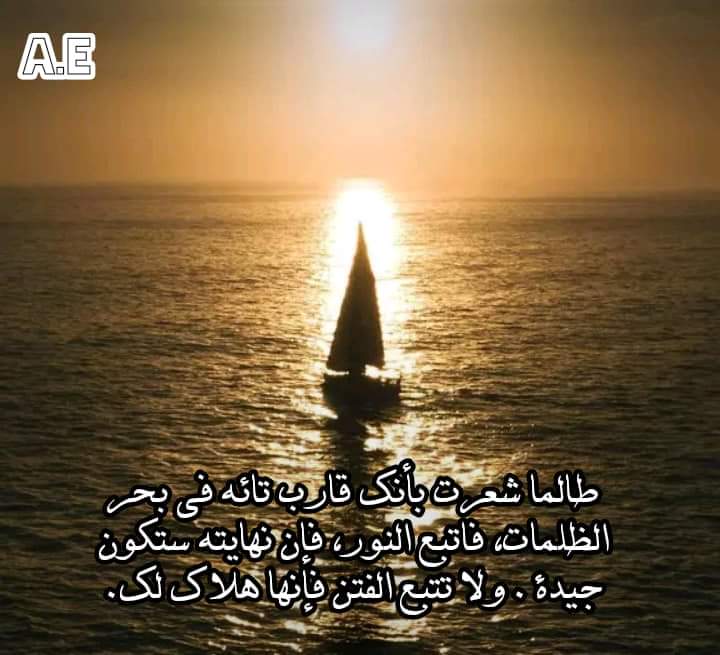 A.E
طالما شعرت بأنك قارب تائه فى بحر
الظلمات، فاتبع النور، فإن نهايته ستكون
جيدة . ولا تتبع الفتن فإنها هلاك لك.